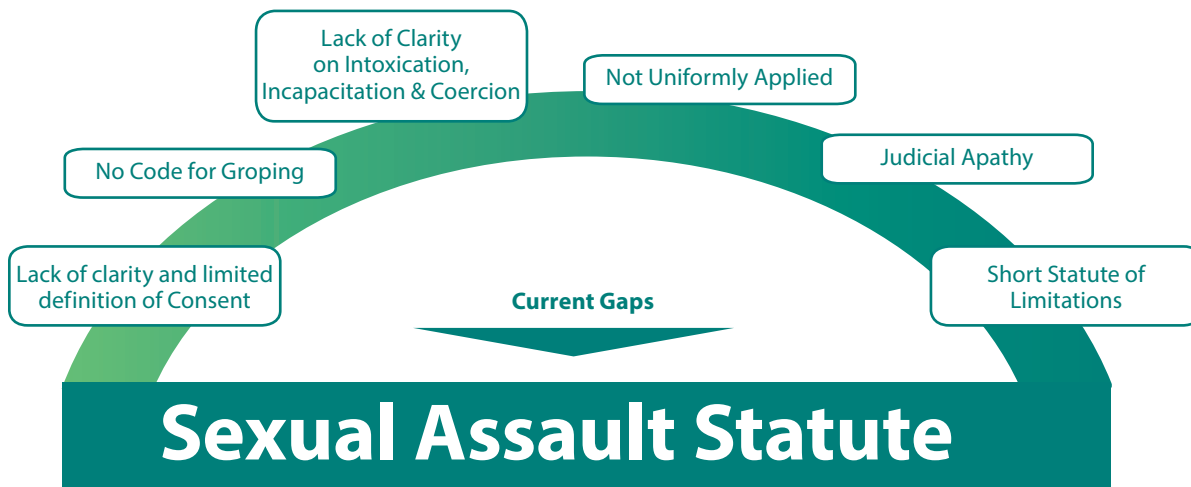 Lack of clarity and limited
definition of Consent
No Code for Groping
Lack of Clarity
on Intoxication,
Incapacitation & Coercion
Not Uniformly Applied
Judicial Apathy
Short Statute of
Limitations
Current Gaps
Sexual Assault Statute